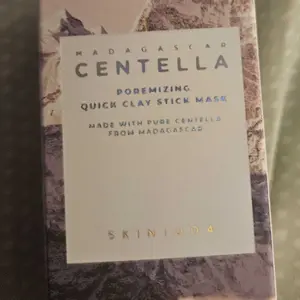 MADAGASCAR
CENTELLA
POREMIZING
QUICK CLAY STICK MASK
MADE WITH PURE CENTELLA
FROM MADAGASCAR
SKIN1004